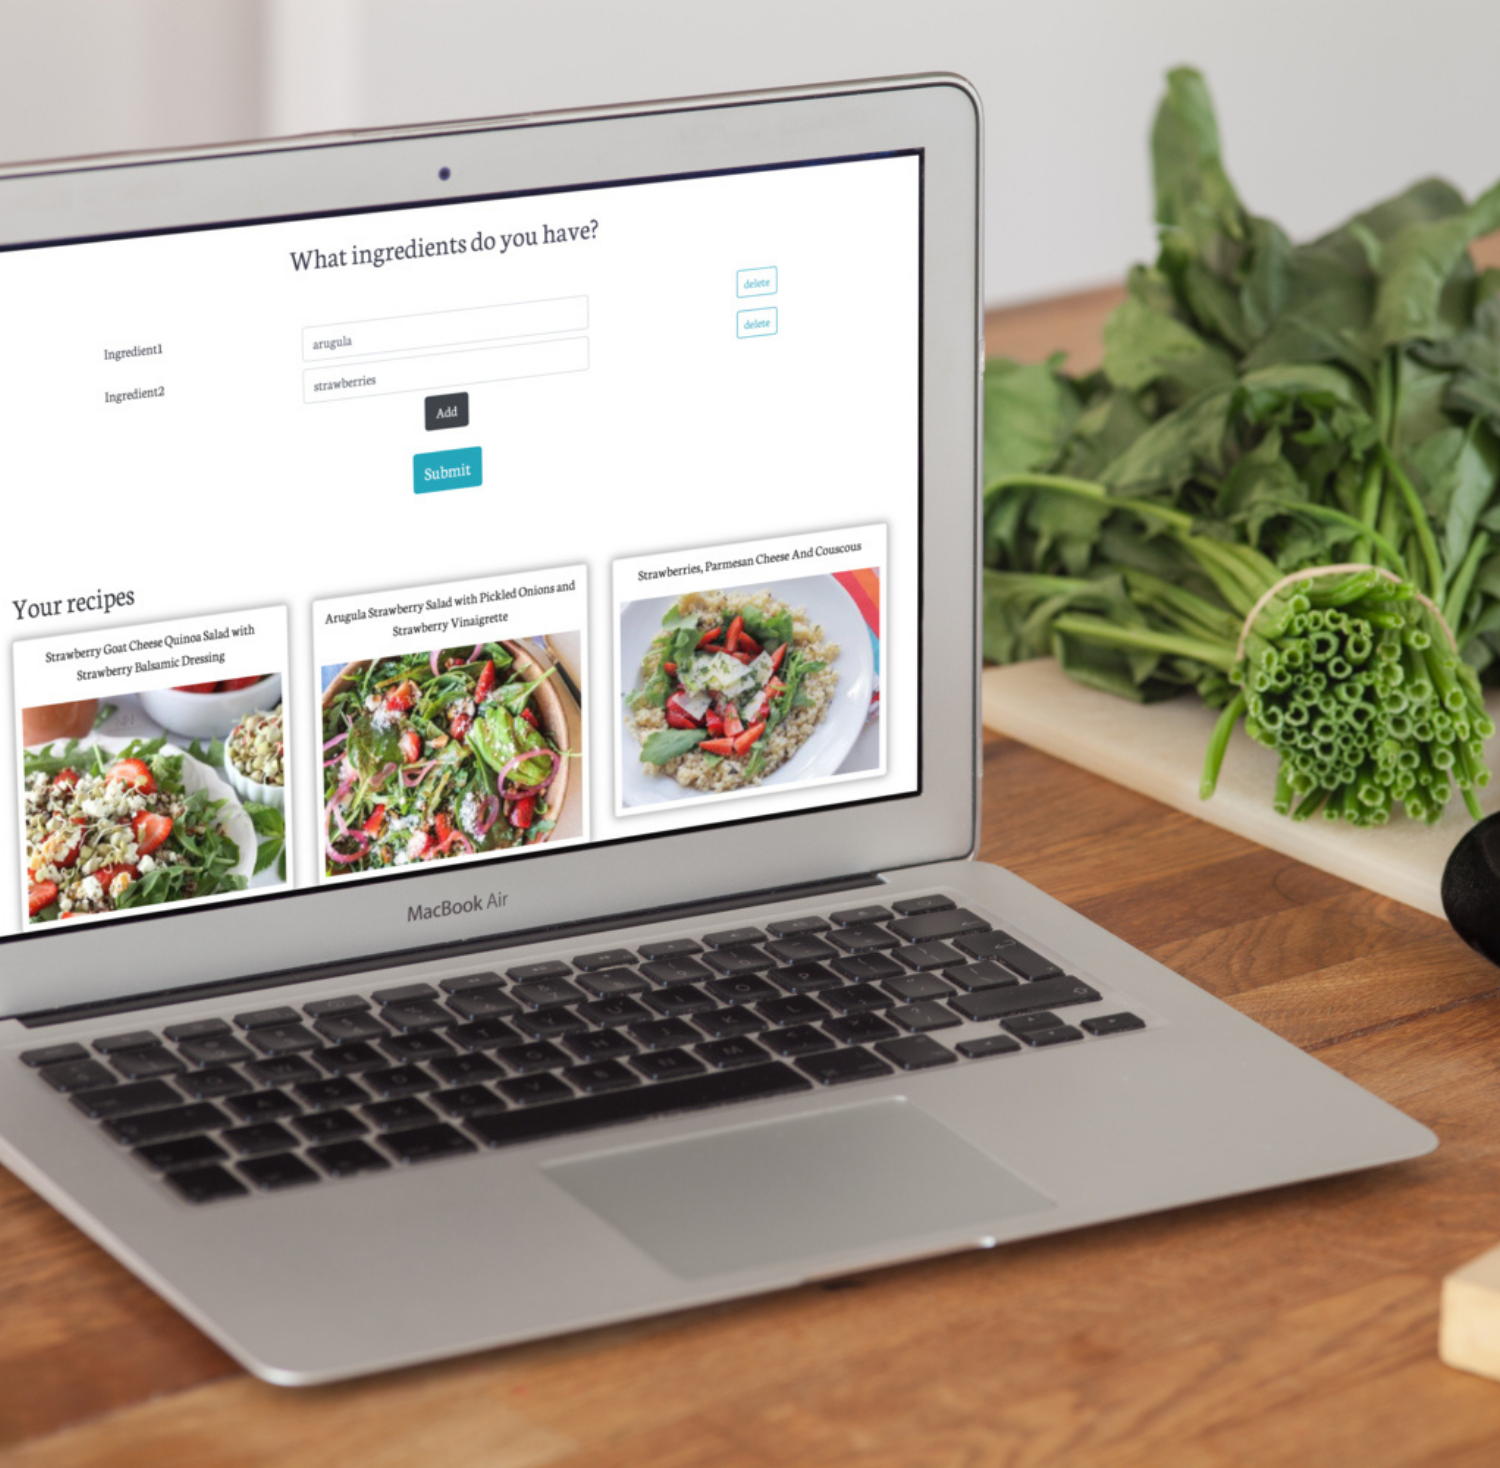 What ingredients do you have?
Ingredient1
arugula
delete
Ingredient2
strawberries
delete
Add
Submit
Your recipes
Strawberry Goat Cheese Quinoa Salad with
Strawberry Balsamic Dressing
Arugula Strawberry Salad with Pickled Onions and
Strawberry Vinaigrette
Strawberries, Parmesan Cheese And Couscous
MacBook Air